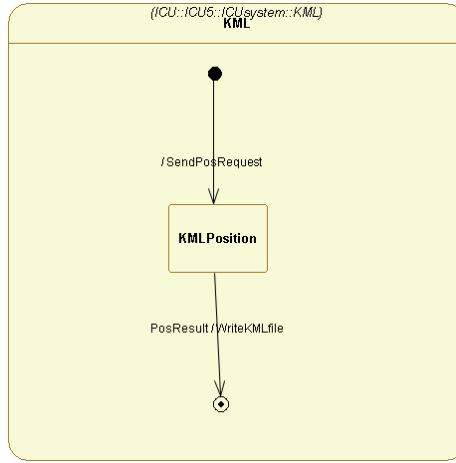 (ICU::ICU5::ICUsystem::KML)
KML
/ SendPosRequest
KMLPosition
PosResult / WriteKMLfile